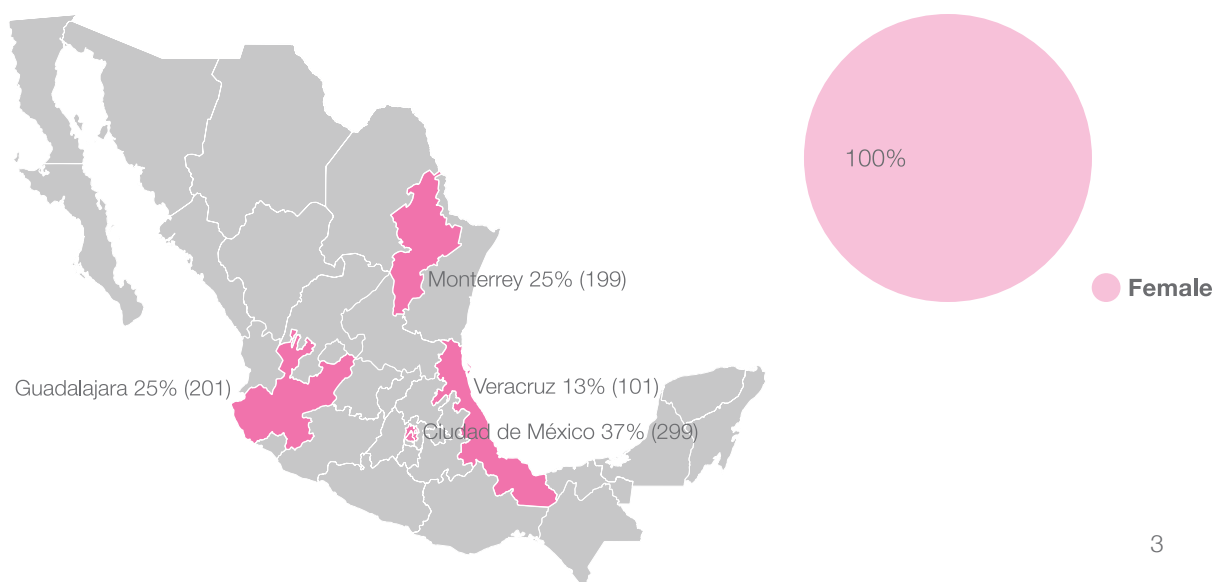 100%
Monterrey 25% (199)
Female
Guadalajara 25% (201)
Veracruz 13% (101)
Ciudad de México 37% (299)
3